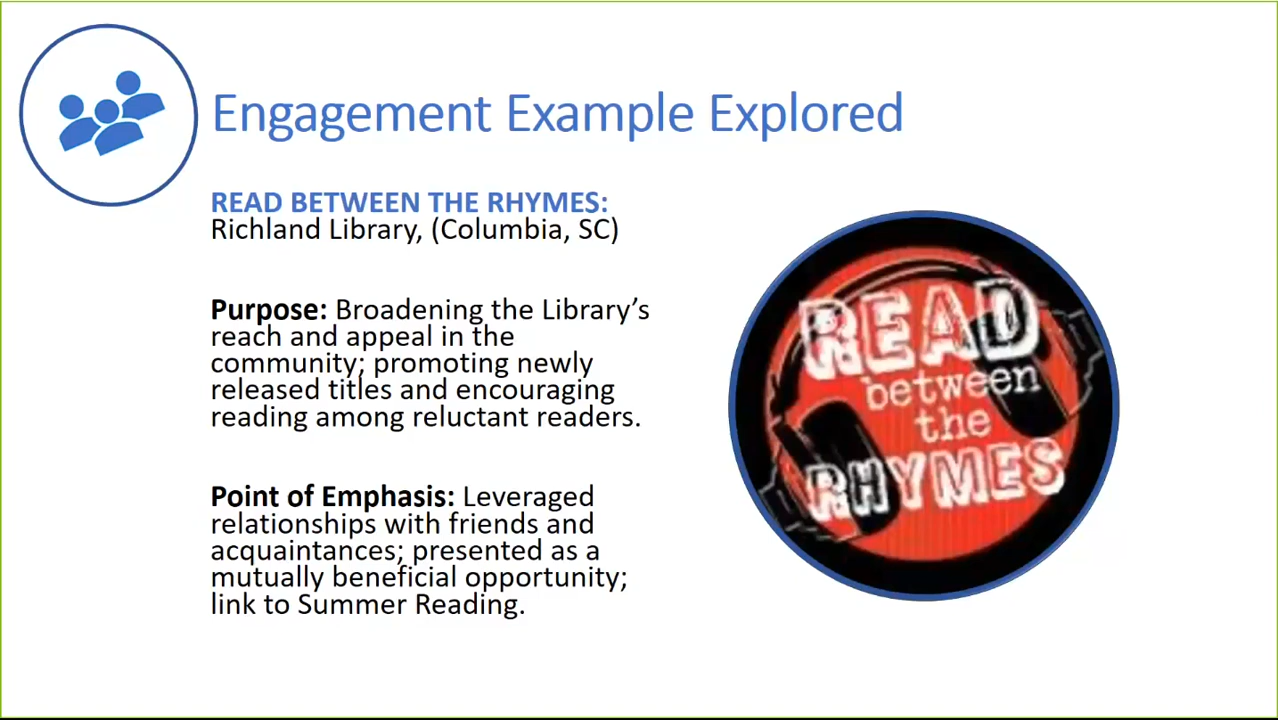 Engagement Example Explored
READ BETWEEN THE RHYMES:
Richland Library, (Columbia, SC)
Purpose: Broadening the Library’s
reach and appeal in the
community; promoting newly
released titles and encouraging
reading among reluctant readers.
Point of Emphasis: Leveraged
relationships with friends and
acquaintances; presented as a
mutually beneficial opportunity;
link to Summer Reading.
READ
between
the
RHYMES